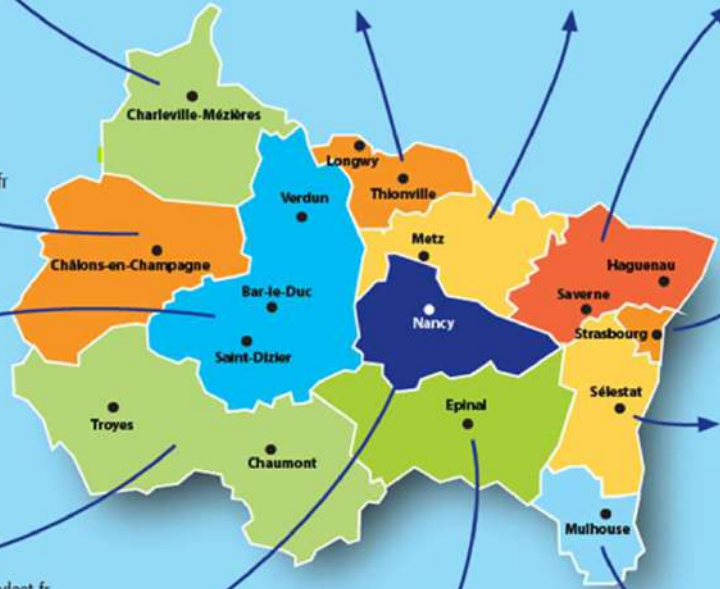 Charleville-Mézières
Longwy
fr
Thionville
Verdun
Metz
Châlons-en-Champagne
Haguenau
Bar-le-Duc
Saverne
Nancy
Strasbourg
Saint-Dizier
Sélestat
Epinal
Troyes
Chaumont
Mulhouse